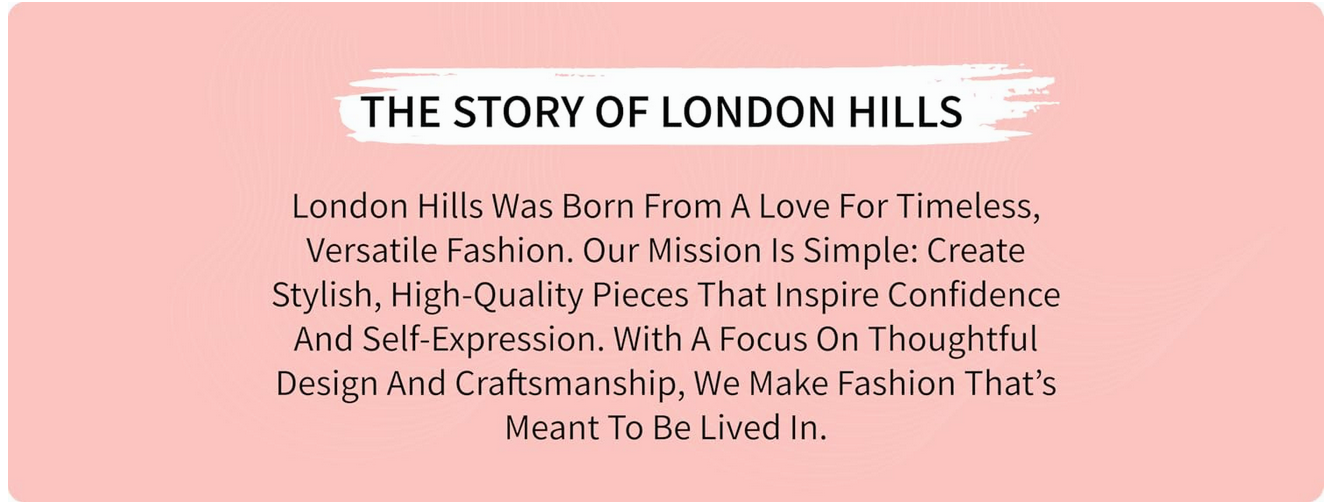 THE STORY OF LONDON HILLS
London Hills Was Born From A Love For Timeless,
Versatile Fashion. Our Mission Is Simple: Create
Stylish, High-Quality Pieces That Inspire Confidence
And Self-Expression. With A Focus On Thoughtful
Design And Craftsmanship, We Make Fashion That’s
Meant To Be Lived In.